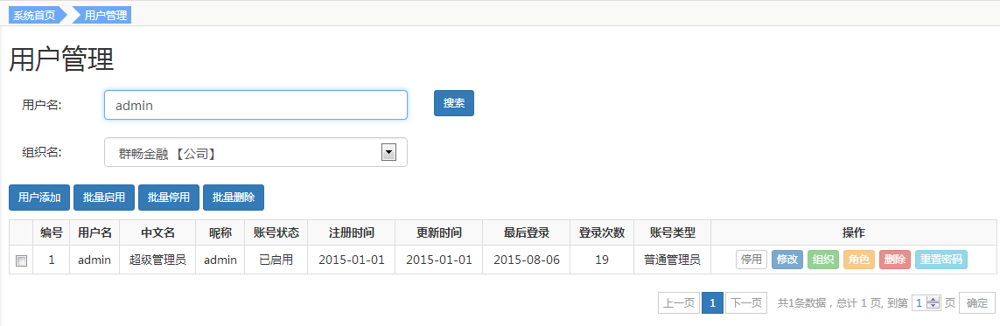 系统首页 用户管理
用户管理
用户名: admin 搜索
组织名: 群畅金融 【公司】
用户添加 批量启用 批量停用 批量删除
编号 用户名 中文名 昵称 账号状态 注册时间 更新时间 最后登录 登录次数 账号类型 操作
1 admin 超级管理员 admin 已启用 2015-01-01 2015-01-01 2015-08-06 19 普通管理员 停用 修改 组织 角色 删除 重置密码
上一页 1 下一页 共1条数据，总计 1 页, 到第 1 页 确定